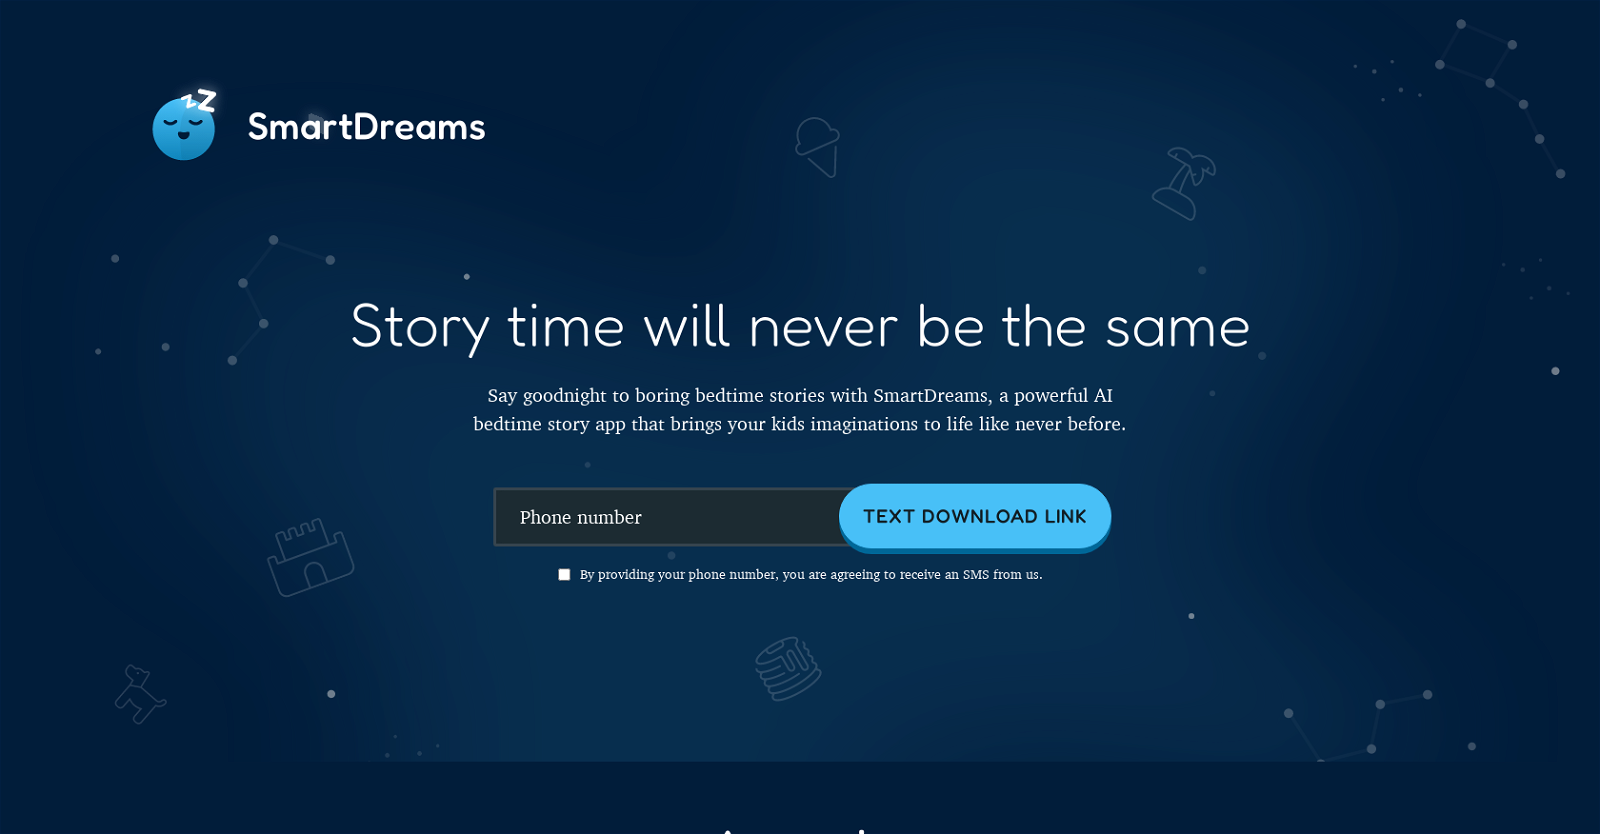 zZ
SmartDreams
Story time will never be the same
Say goodnight to boring bedtime stories with SmartDreams, a powerful AI
bedtime story app that brings your kids imaginations to life like never before.
Phone number
TEXT DOWNLOAD LINK
By providing your phone number, you are agreeing to receive an SMS from us.